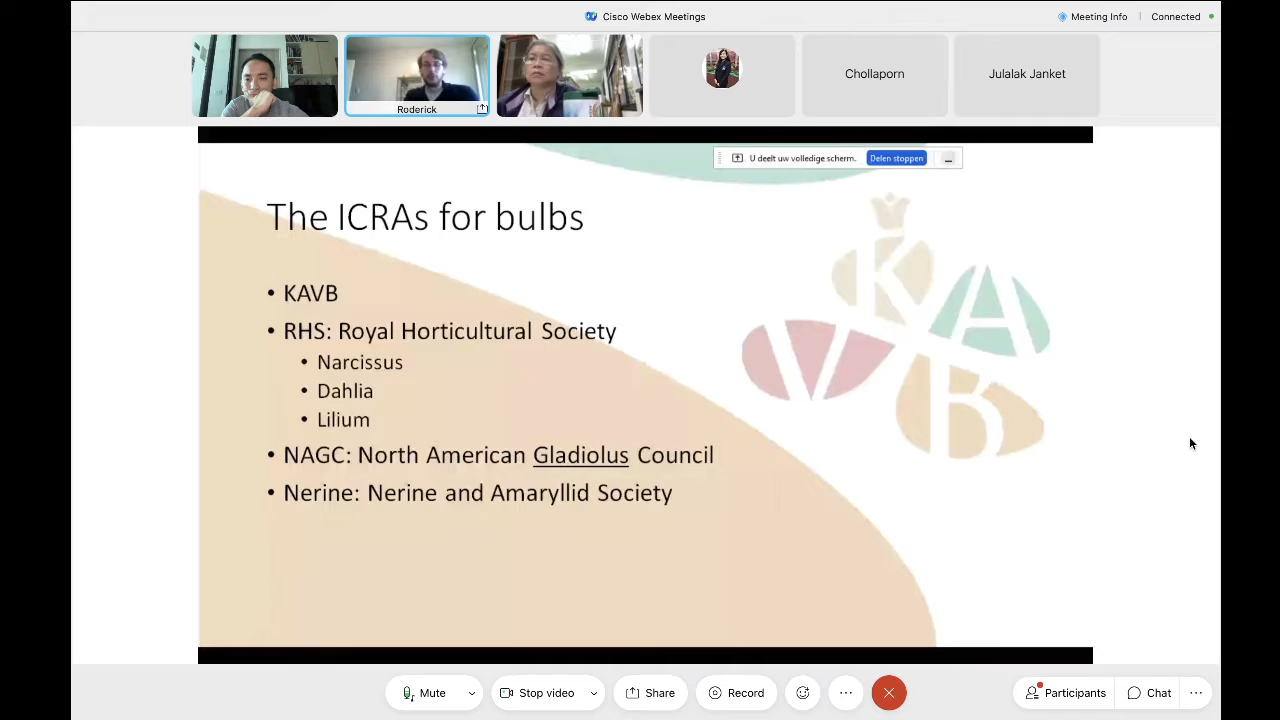 Cisco Webex Meetings
Meeting Info
Connected
Roderick
Chollaporn
Julalak Janket
U deelt uw volledige scherm.
Delen stoppen
The ICRAs for bulbs
• KAVB
• RHS: Royal Horticultural Society
• Narcissus
• Dahlia
• Lilium
• NAGC: North American Gladiolus Council
• Nerine: Nerine and Amaryllid Society
K
A
V
B
Mute
Stop video
Share
Record
Participants
Chat